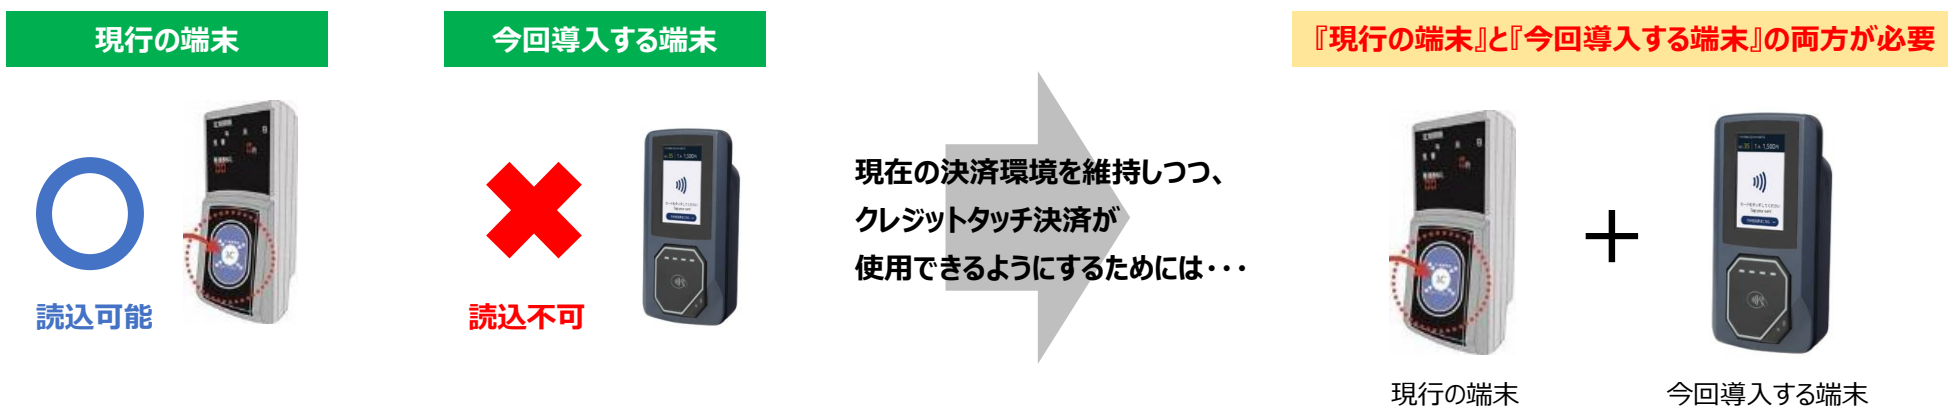 現行の端末
今回導入する端末
『現行の端末』と『今回導入する端末』の両方が必要
読込可能
読込不可
現在の決済環境を維持しつつ、
クレジットタッチ決済が
使用できるようにするためには・・・
現行の端末
今回導入する端末